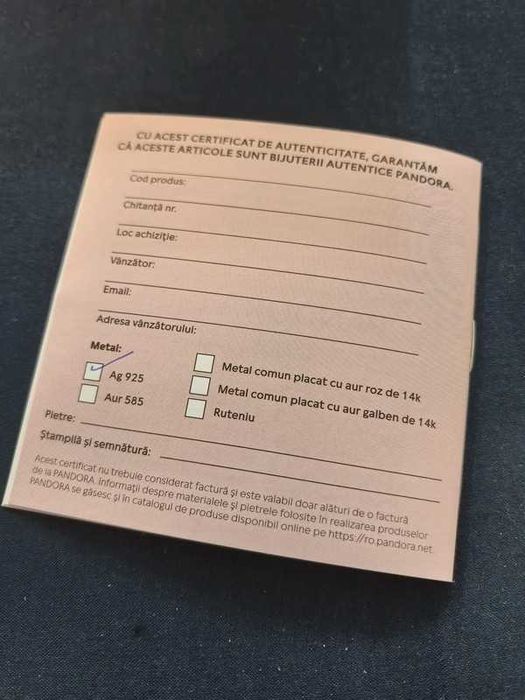 CU ACEST CERTIFICAT DE AUTENTICITATE, GARANTĂM
CĂ ACESTE ARTICOLE SUNT BIJUTERII AUTENTICE PANDORA.
Cod produs:
Chitanță nr.
Loc achiziție:
Vânzător:
Email:
Adresa vânzătorului:
Metal:
Ag 925
Aur 585
Metal comun placat cu aur roz de 14k
Metal comun placat cu aur galben de 14k
Ruteniu
Pietre:
Ștampilă și semnătură:
Acest certificat nu trebuie considerat factură și este valabil doar alături de o factură
de la PANDORA. Informații despre materialele și pietrele folosite în realizarea produselor
PANDORA se găsesc și în catalogul de produse disponibil online pe https://ro.pandora.net